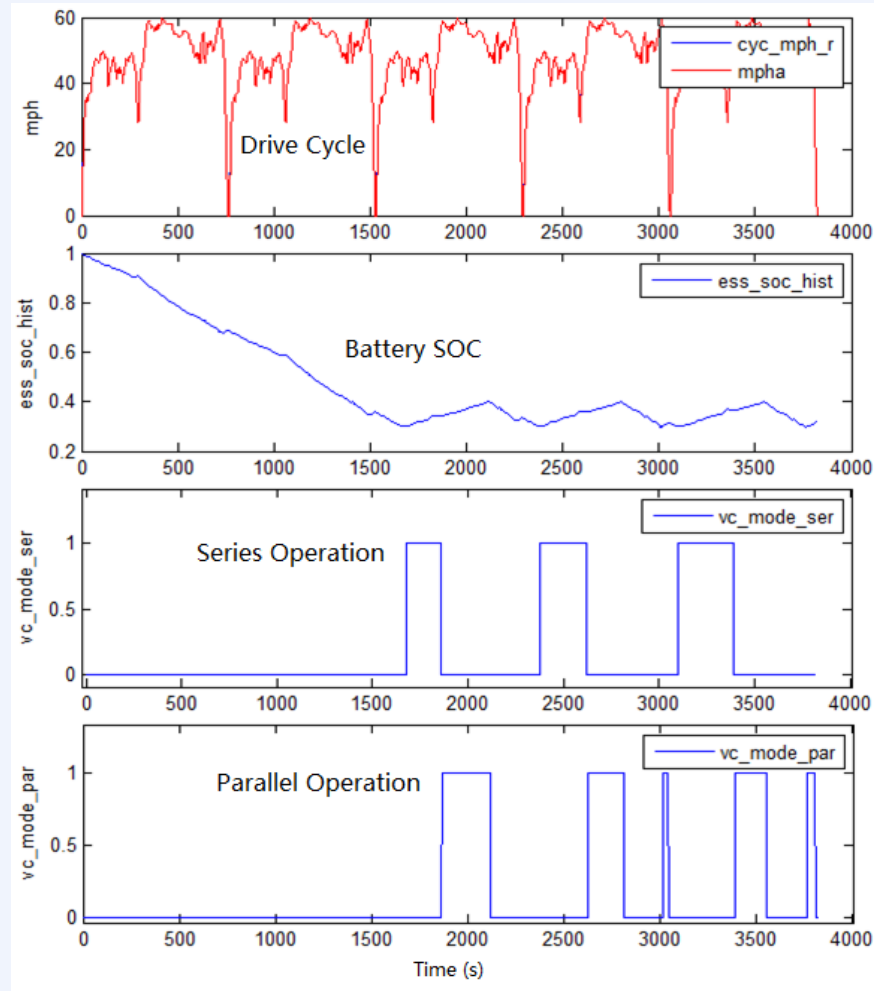 60
40
20
0
mph
cyc_mph_r
mpha
Drive Cycle
0 500 1000 1500 2000 2500 3000 3500 4000
1
0.8
0.6
0.4
0.2
ess_soc_hist
ess_soc_hist
Battery SOC
0 500 1000 1500 2000 2500 3000 3500 4000
1
0.5
0
vc_mode_ser
vc_mode_ser
Series Operation
0 500 1000 1500 2000 2500 3000 3500 4000
1
0.5
0
vc_mode_par
vc_mode_par
Parallel Operation
0 500 1000 1500 2000 2500 3000 3500 4000
Time (s)